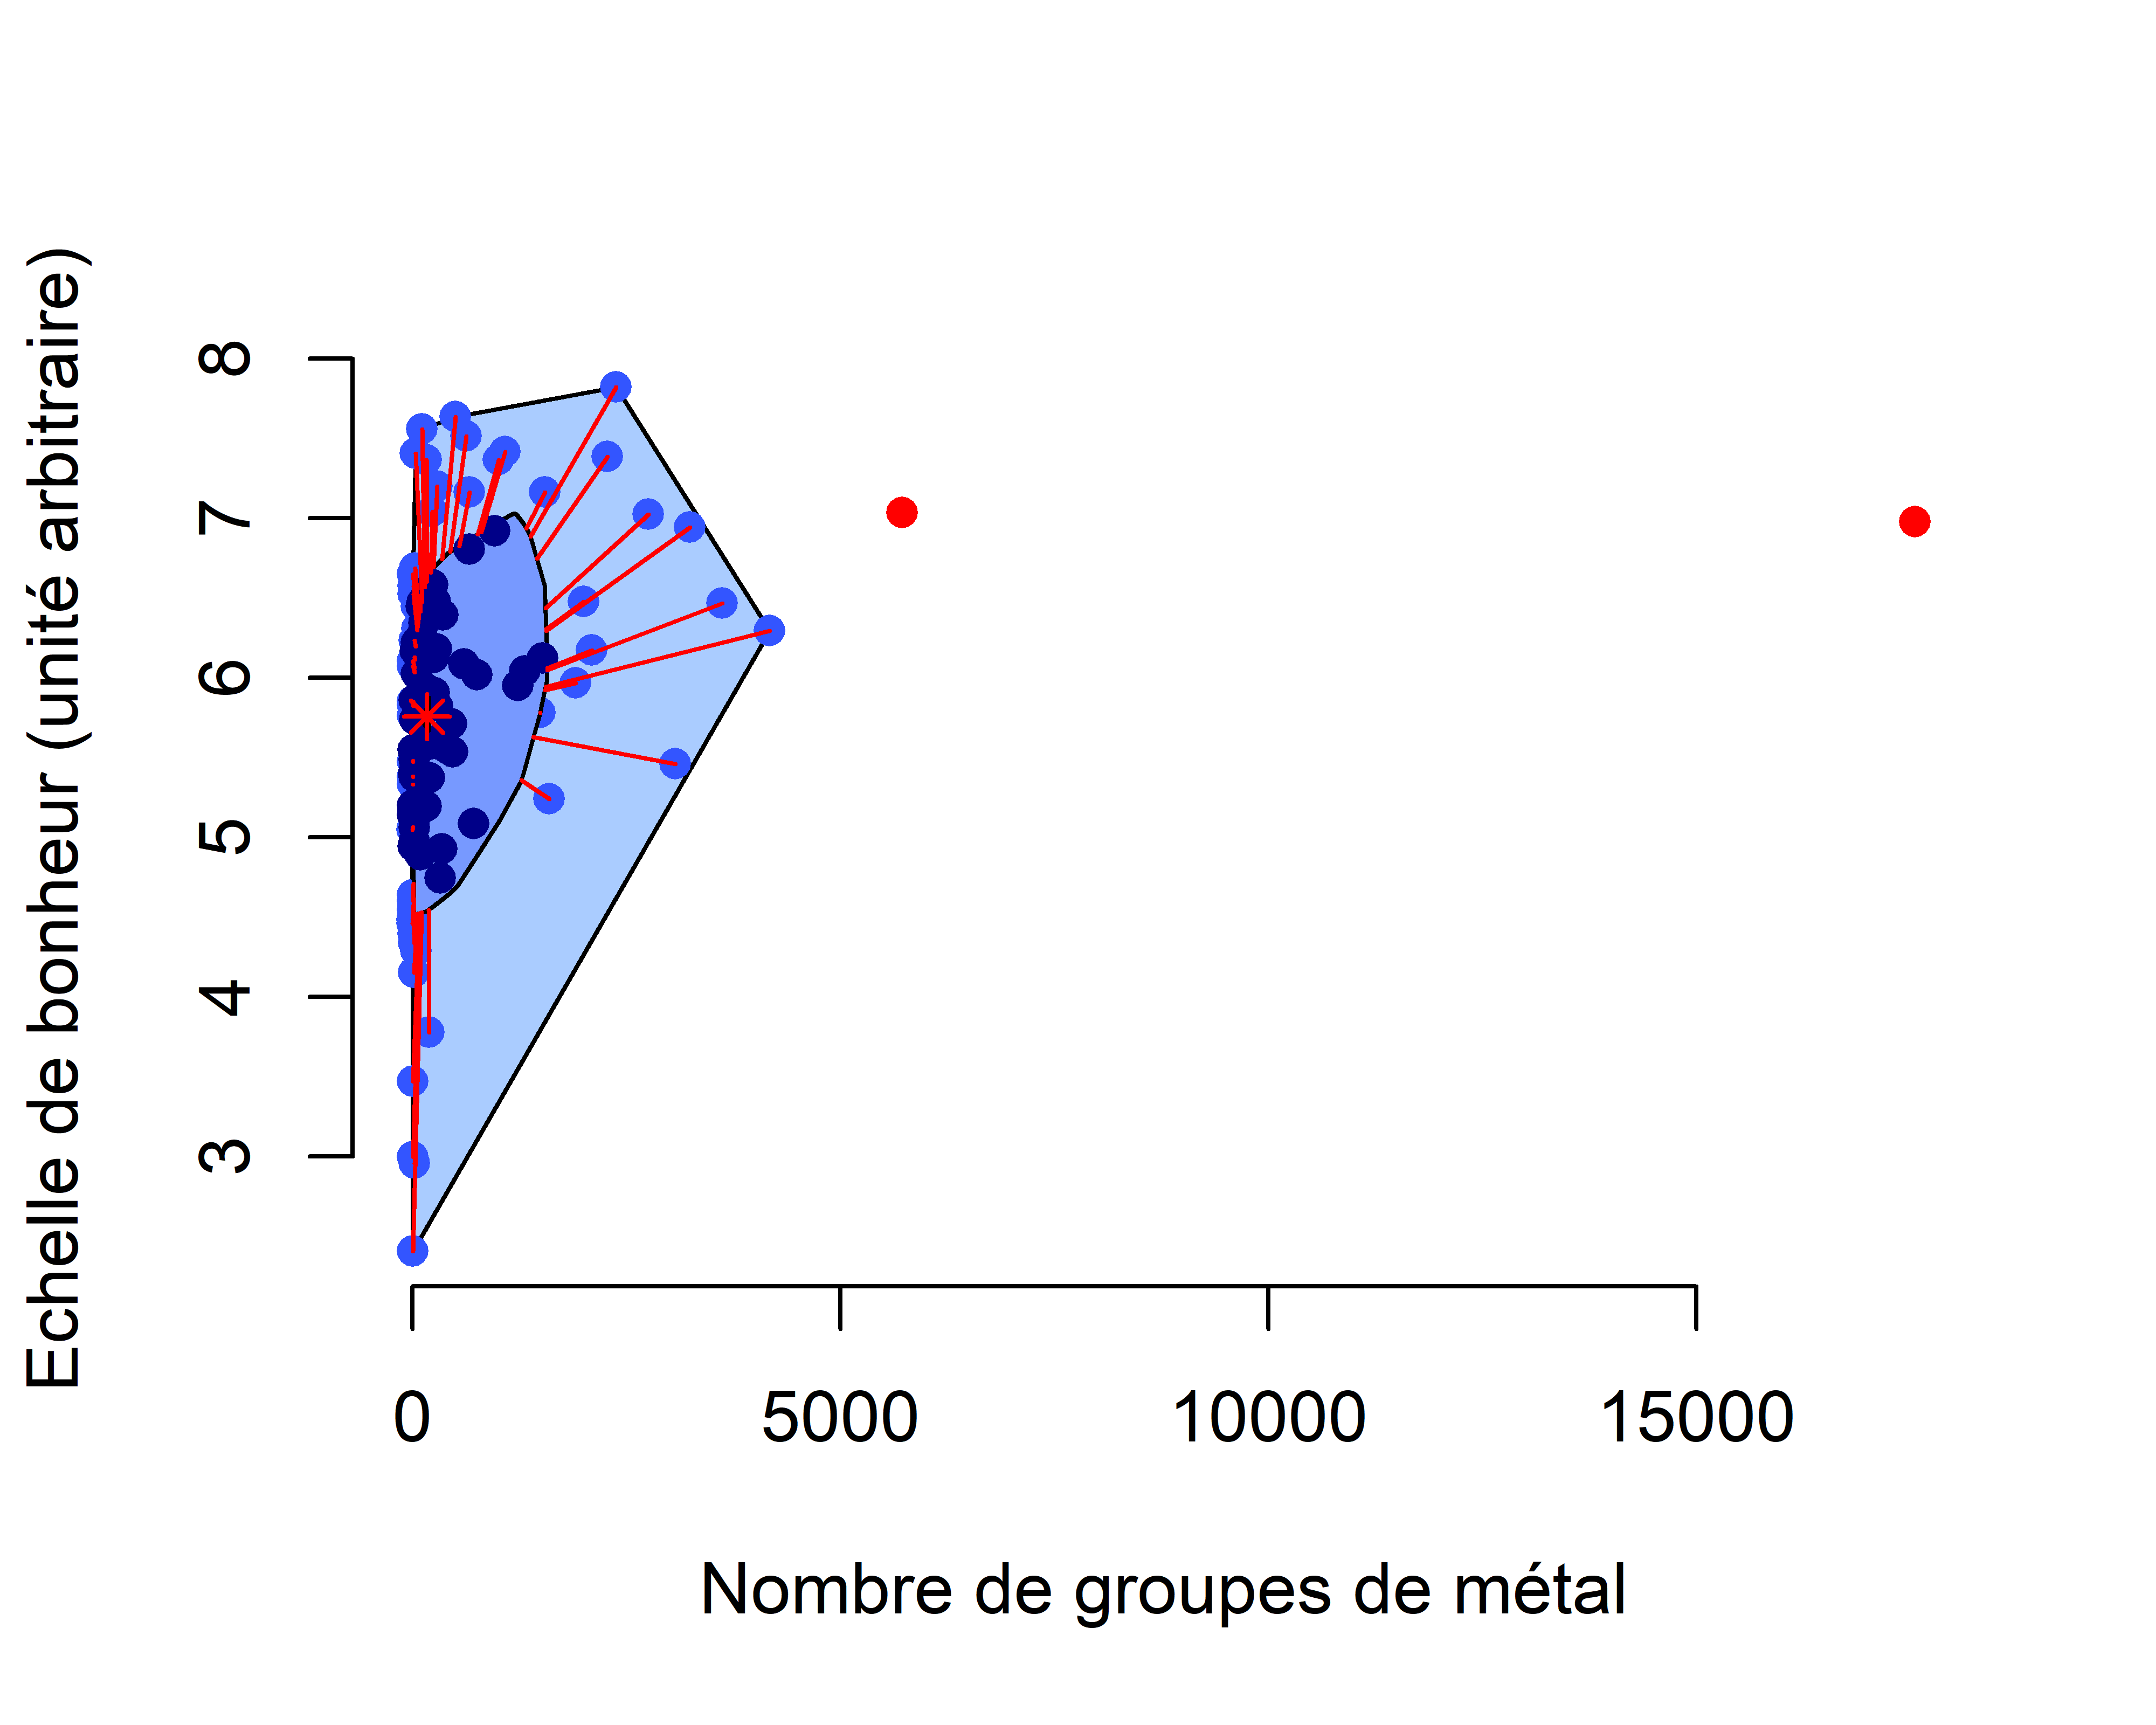 Echelle de bonheur (unité arbitraire)
8
7
6
5
4
3
0 5000 10000 15000
Nombre de groupes de métal